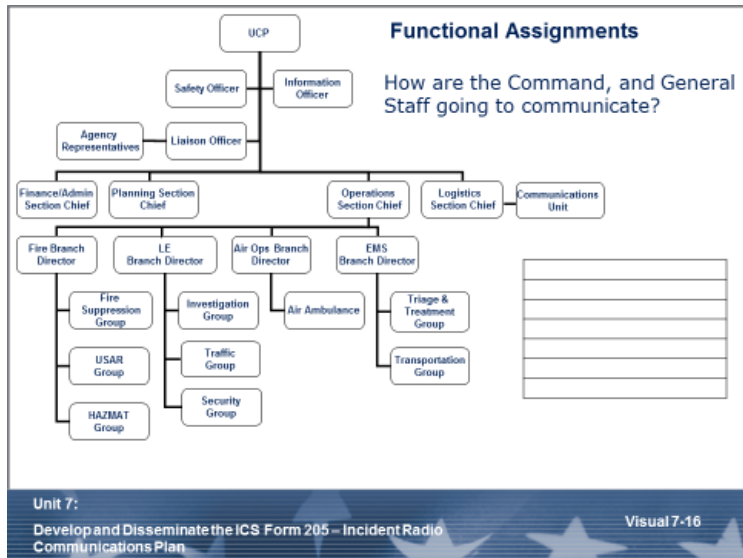 Functional Assignments
How are the Command, and General
Staff going to communicate?
UCP
Safety Officer
Information
Officer
Agency
Representatives
Liaison Officer
Finance/Admin
Section Chief
Planning Section
Chief
Operations
Section Chief
Logistics
Section Chief
Communications
Unit
Fire Branch
Director
LE
Branch Director
Air Ops Branch
Director
EMS
Branch Director
Fire
Suppression
Group
Investigation
Group
Air Ambulance
Triage &
Treatment
Group
USAR
Group
Traffic
Group
Transportation
Group
HAZMAT
Group
Security
Group
Unit 7:
Develop and Disseminate the ICS Form 205 – Incident Radio
Communications Plan
Visual 7-16